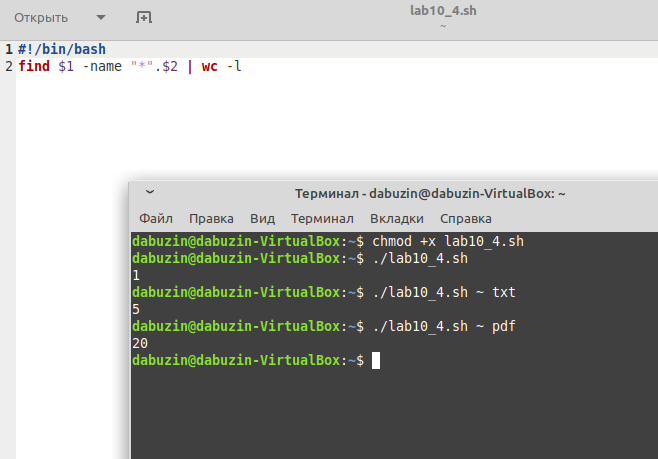 Открыть
lab10_4.sh
~
1 #!/bin/bash
2 find $1 -name "*".$2 | wc -l
Терминал - dabuzin@dabuzin-VirtualBox: ~
Файл Правка Вид Терминал Вкладки Справка
dabuzin@dabuzin-VirtualBox:~$ chmod +x lab10_4.sh
dabuzin@dabuzin-VirtualBox:~$ ./lab10_4.sh
1
dabuzin@dabuzin-VirtualBox:~$ ./lab10_4.sh ~ txt
5
dabuzin@dabuzin-VirtualBox:~$ ./lab10_4.sh ~ pdf
20
dabuzin@dabuzin-VirtualBox:~$